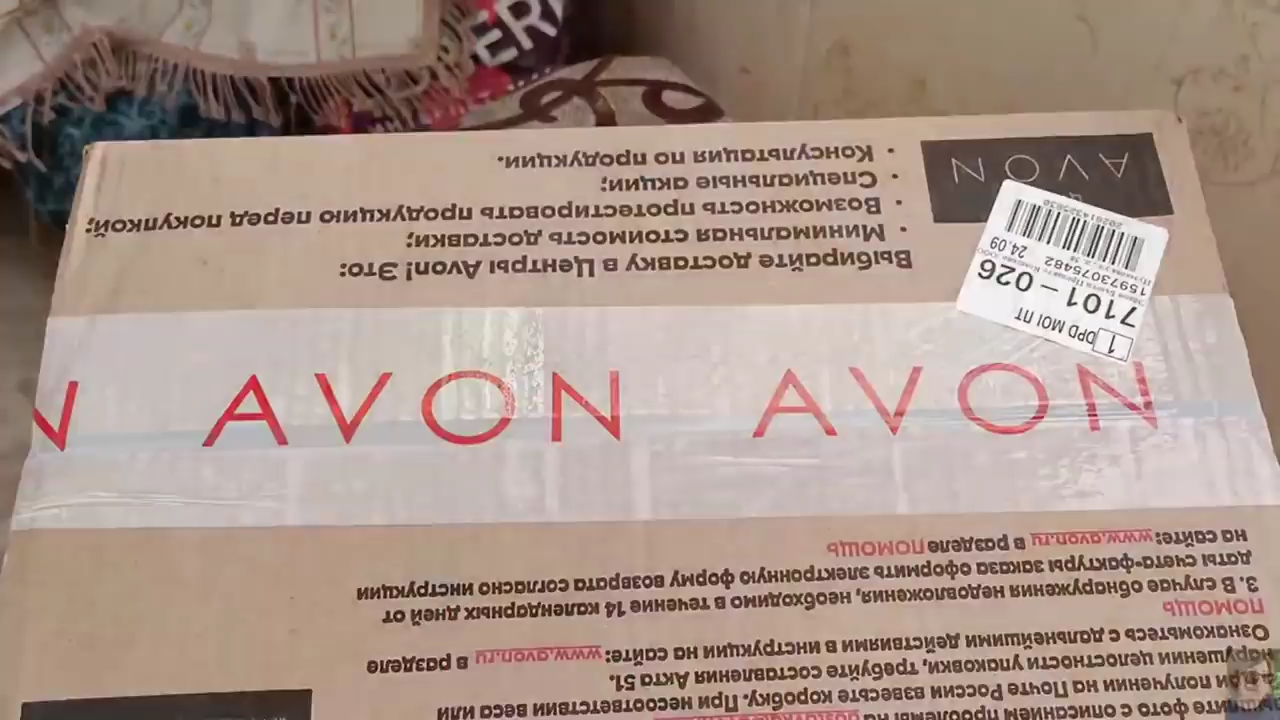 ERI
N AVON AVON
AVON
1
DPD МОІ ПТ
7101 – 026
15973075482 24.09
Выбирайте доставку в Центры Avon! Это:
• Минимальная стоимость доставки;
• Возможность протестировать продукцию перед покупкой;
• Специальные акции;
• Консультация по продукции.
при получении на Почте России взвесьте коробку. При несоответствии веса или
нарушении целостности упаковки, требуйте составления Акта 51.
Ознакомьтесь с дальнейшими действиями в инструкции на сайте: www.avon.ru в разделе
ПОМОЩЬ
3. В случае обнаружения недовложения, необходимо в течение 14 календарных дней от
даты счета-фактуры заказа оформить электронную форму возврата согласно инструкции
на сайте: www.avon.ru в разделе ПОМОЩЬ